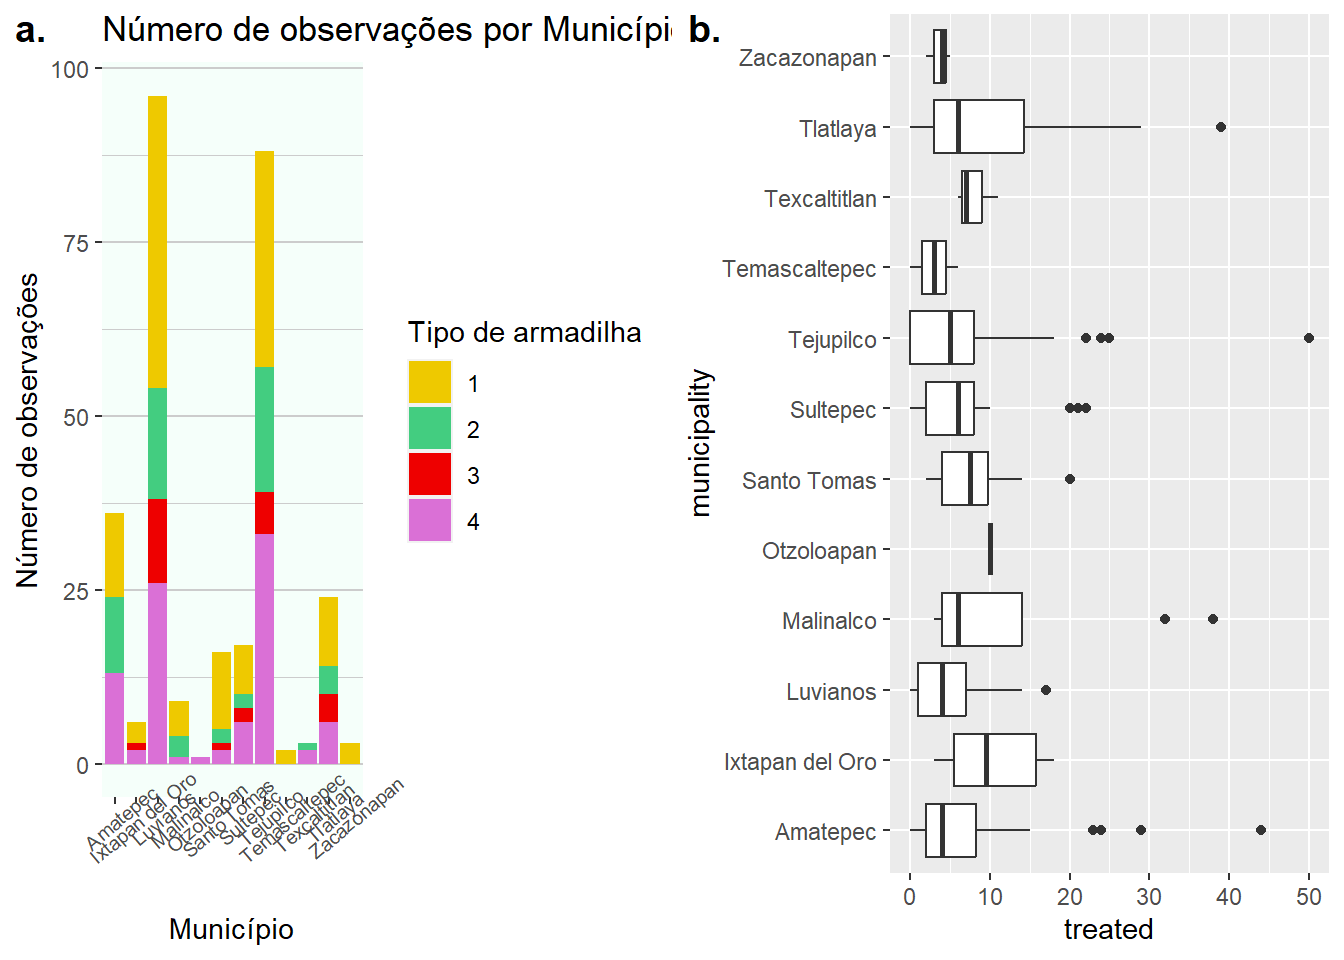 a.
Número de observações por Municípi
100
75
50
25
0
Número de observações
Amatepec
Ixtapan del Oro
Luvianos
Malinalco
Otzoloapan
Santo Tomas
Sultepec
Tejupilco
Temascaltepec
Texcaltitlan
Tlatlaya
Zacazonapan
Município
Tipo de armadilha
1
2
3
4
b.
municipality
Zacazonapan
Tlatlaya
Texcaltitlan
Temascaltepec
Tejupilco
Sultepec
Santo Tomas
Otzoloapan
Malinalco
Luvianos
Ixtapan del Oro
Amatepec
0 10 20 30 40 50
treated